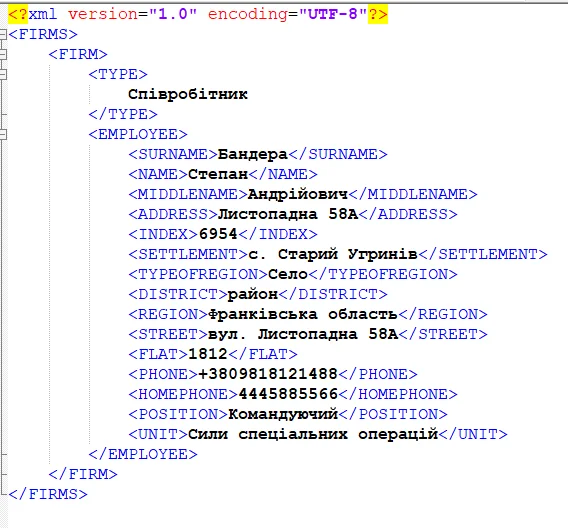 <?xml version="1.0" encoding="UTF-8"?>
<FIRMS>
<FIRM>
<TYPE>
Співробітник
</TYPE>
<EMPLOYEE>
<SURNAME>Бандера</SURNAME>
<NAME>Степан</NAME>
<MIDDLENAME>Андрійович</MIDDLENAME>
<ADDRESS>Листопадна 58А</ADDRESS>
<INDEX>6954</INDEX>
<SETTLEMENT>с. Старий Угринів</SETTLEMENT>
<TYPEOFREGION>Село</TYPEOFREGION>
<DISTRICT>район</DISTRICT>
<REGION>Франківська область</REGION>
<STREET>вул. Листопадна 58А</STREET>
<FLAT>1812</FLAT>
<PHONE>+3809818121488</PHONE>
<HOMEPHONE>4445885566</HOMEPHONE>
<POSITION>Командуючий</POSITION>
<UNIT>Сили спеціальних операцій</UNIT>
</EMPLOYEE>
</FIRM>
</FIRMS>